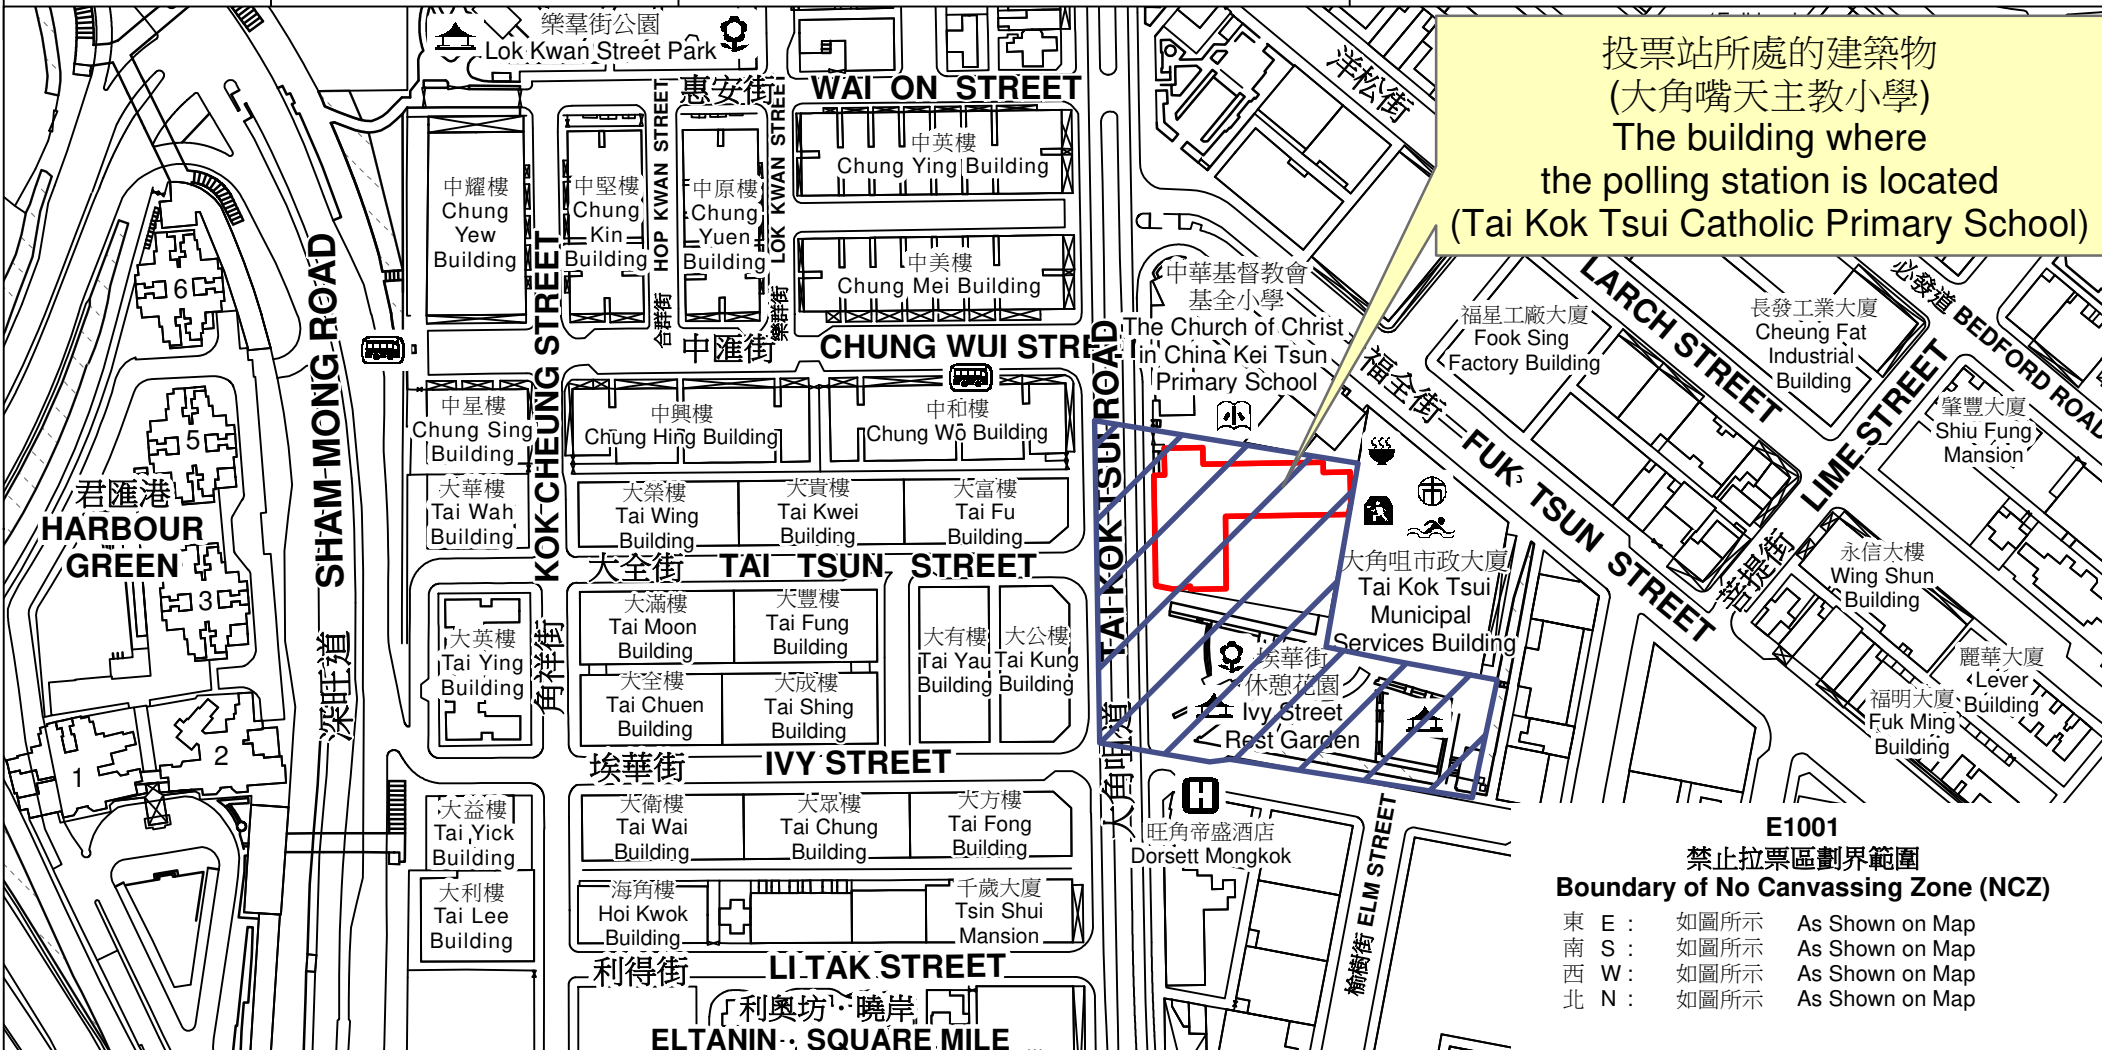 樂羣街公園
Lok Kwan Street Park
惠安街 WAI ON STREET
洋松街
投票站所處的建築物
(大角嘴天主教小學)
The building where
the polling station is located
(Tai Kok Tsui Catholic Primary School)
中耀樓
Chung
Yew
Building
中堅樓
Chung
Kin
Building
HOP KWAN STREET
合群街
中原樓
Chung
Yuen
Building
LOK KWAN STREET
樂群街
中英樓
Chung Ying Building
中美樓
Chung Mei Building
6
5
3
2
1
君匯港
HARBOUR
GREEN
SHAM MONG ROAD
深旺道
KOK CHEUNG STREET
角祥街
中匯街 CHUNG WUI STREET
中華基督教會
基全小學
The Church of Christ
in China Kei Tsun
Primary School
福星工廠大廈
Fook Sing
Factory Building
LARCH STREET
長發工業大廈
Cheung Fat
Industrial
Building
必發道 BEDFORD ROAD
LIME STREET
菩提街
肇豐大廈
Shiu Fung
Mansion
福全街 FUK TSUN STREET
中星樓
Chung Sing
Building
中興樓
Chung Hing Building
中和樓
Chung Wo Building
大華樓
Tai Wah
Building
大榮樓
Tai Wing
Building
大貴樓
Tai Kwei
Building
大富樓
Tai Fu
Building
TAI KOK TSUI ROAD
大角咀道
大全街 TAI TSUN STREET
大角咀市政大廈
Tai Kok Tsui
Municipal
Services Building
永信大樓
Wing Shun
Building
大英樓
Tai Ying
Building
大滿樓
Tai Moon
Building
大豐樓
Tai Fung
Building
大有樓
Tai Yau
Building
大公樓
Tai Kung
Building
大全樓
Tai Chuen
Building
大成樓
Tai Shing
Building
埃華街
休憩花園
Ivy Street
Rest Garden
麗華大廈
Lever
Building
福明大廈
Fuk Ming
Building
埃華街 IVY STREET
H
旺角帝盛酒店
Dorsett Mongkok
榆樹街 ELM STREET
大益樓
Tai Yick
Building
大衛樓
Tai Wai
Building
大眾樓
Tai Chung
Building
大方樓
Tai Fong
Building
大利樓
Tai Lee
Building
海角樓
Hoi Kwok
Building
千歲大廈
Tsin Shui
Mansion
利得街 LI TAK STREET
利奧坊·曉岸
ELTANIN · SQUARE MILE
E1001
禁止拉票區劃界範圍
Boundary of No Canvassing Zone (NCZ)
東 E : 如圖所示 As Shown on Map
南 S : 如圖所示 As Shown on Map
西 W : 如圖所示 As Shown on Map
北 N : 如圖所示 As Shown on Map